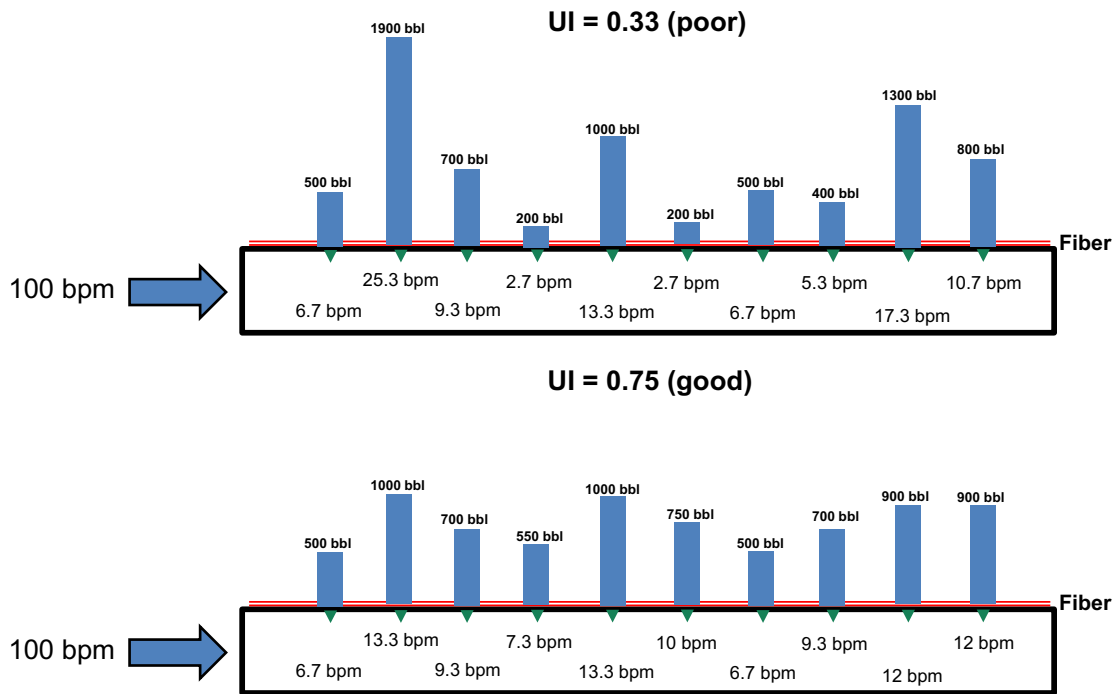 UI = 0.33 (poor)
1900 bbl
1300 bbl
1000 bbl
800 bbl
700 bbl
500 bbl
500 bbl
400 bbl
200 bbl
200 bbl
Fiber
100 bpm
25.3 bpm
2.7 bpm
2.7 bpm
5.3 bpm
10.7 bpm
6.7 bpm
9.3 bpm
13.3 bpm
6.7 bpm
17.3 bpm
UI = 0.75 (good)
500 bbl
1000 bbl
700 bbl
550 bbl
1000 bbl
750 bbl
500 bbl
700 bbl
900 bbl
900 bbl
Fiber
100 bpm
13.3 bpm
7.3 bpm
10 bpm
9.3 bpm
12 bpm
6.7 bpm
9.3 bpm
13.3 bpm
6.7 bpm
12 bpm